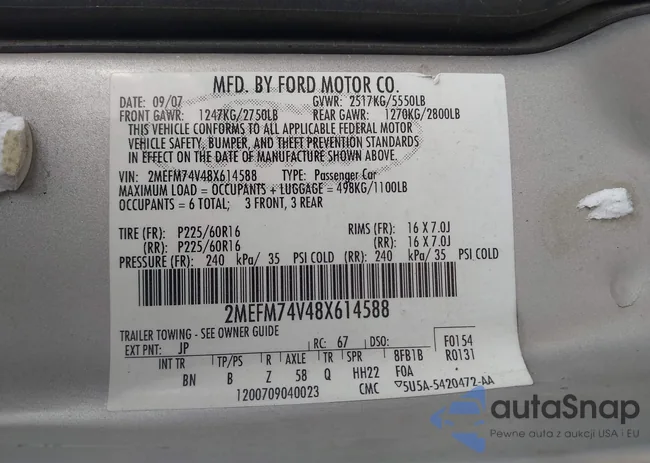 MFD. BY FORD MOTOR CO.
DATE: 09/07 GVWR: 2517KG/5550LB
FRONT GAWR: 1247KG/2750LB REAR GAWR: 1270KG/2800LB
THIS VEHICLE CONFORMS TO ALL APPLICABLE FEDERAL MOTOR
VEHICLE SAFETY, BUMPER, AND THEFT PREVENTION STANDARDS
IN EFFECT ON THE DATE OF MANUFACTURE SHOWN ABOVE.
VIN: 2MEFM74V48X614588 TYPE: Passenger Car
MAXIMUM LOAD = OCCUPANTS + LUGGAGE = 498KG/1100LB
OCCUPANTS = 6 TOTAL; 3 FRONT, 3 REAR
TIRE (FR): P225/60R16 RIMS (FR): 16 X 7.0J
(RR): P225/60R16 (RR): 16 X 7.0J
PRESSURE (FR): 240 kPa/ 35 PSI COLD (RR): 240 kPa/ 35 PSI COLD
2MEFM74V48X614588
TRAILER TOWING - SEE OWNER GUIDE
EXT PNT: JP RC: 67 DSO: F0154
INT TR TP/PS R AXLE TR SPR 8FB1B R0131
BN B Z 58 Q HH22 F0A
1200709040023 CMC ▽5U5A-5420472-AA
autaSnap
Pewne auta z aukcji USA i EU